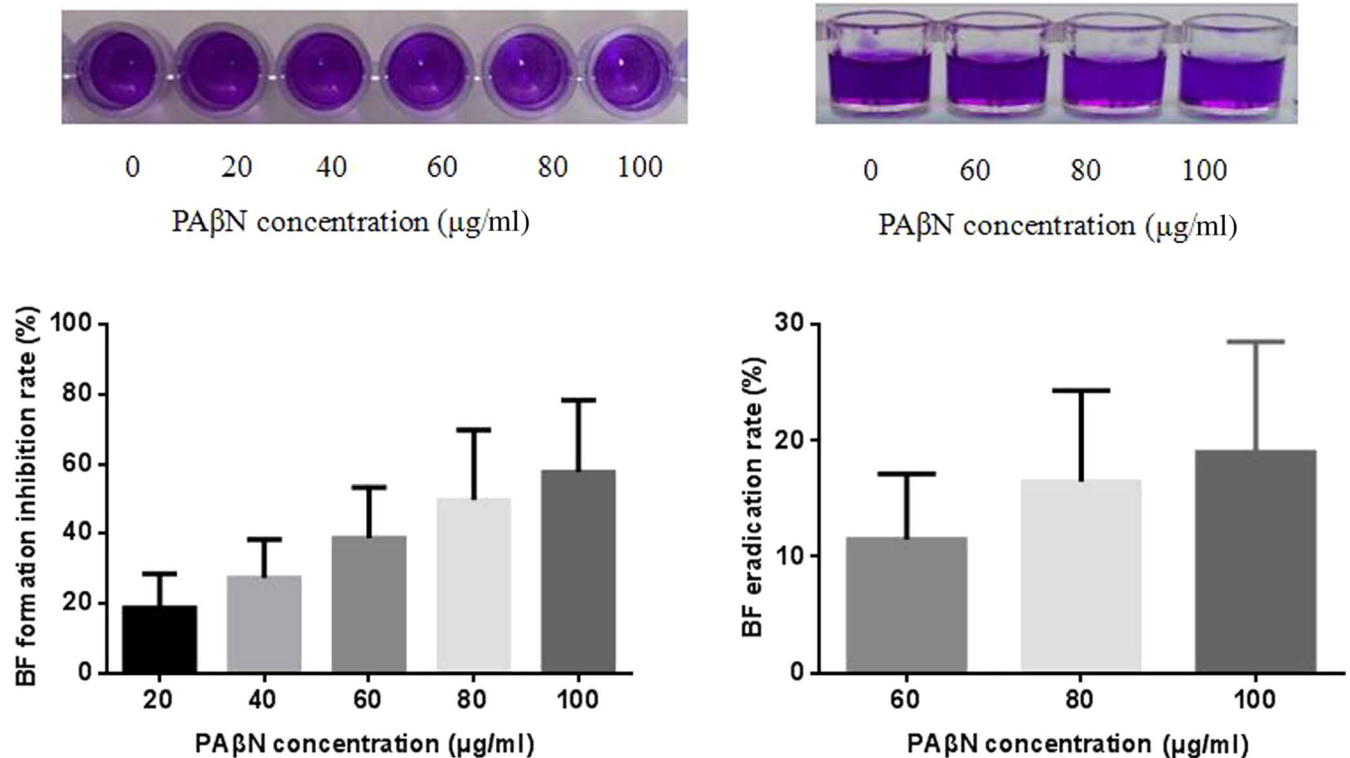 0 20 40 60 80 100
PAβN concentration (μg/ml)
0 60 80 100
PAβN concentration (μg/ml)
BF formation inhibition rate (%)
100
80
60
40
20
0
20 40 60 80 100
PAβN concentration (μg/ml)
BF eradication rate (%)
30
20
10
0
60 80 100
PAβN concentration (μg/ml)